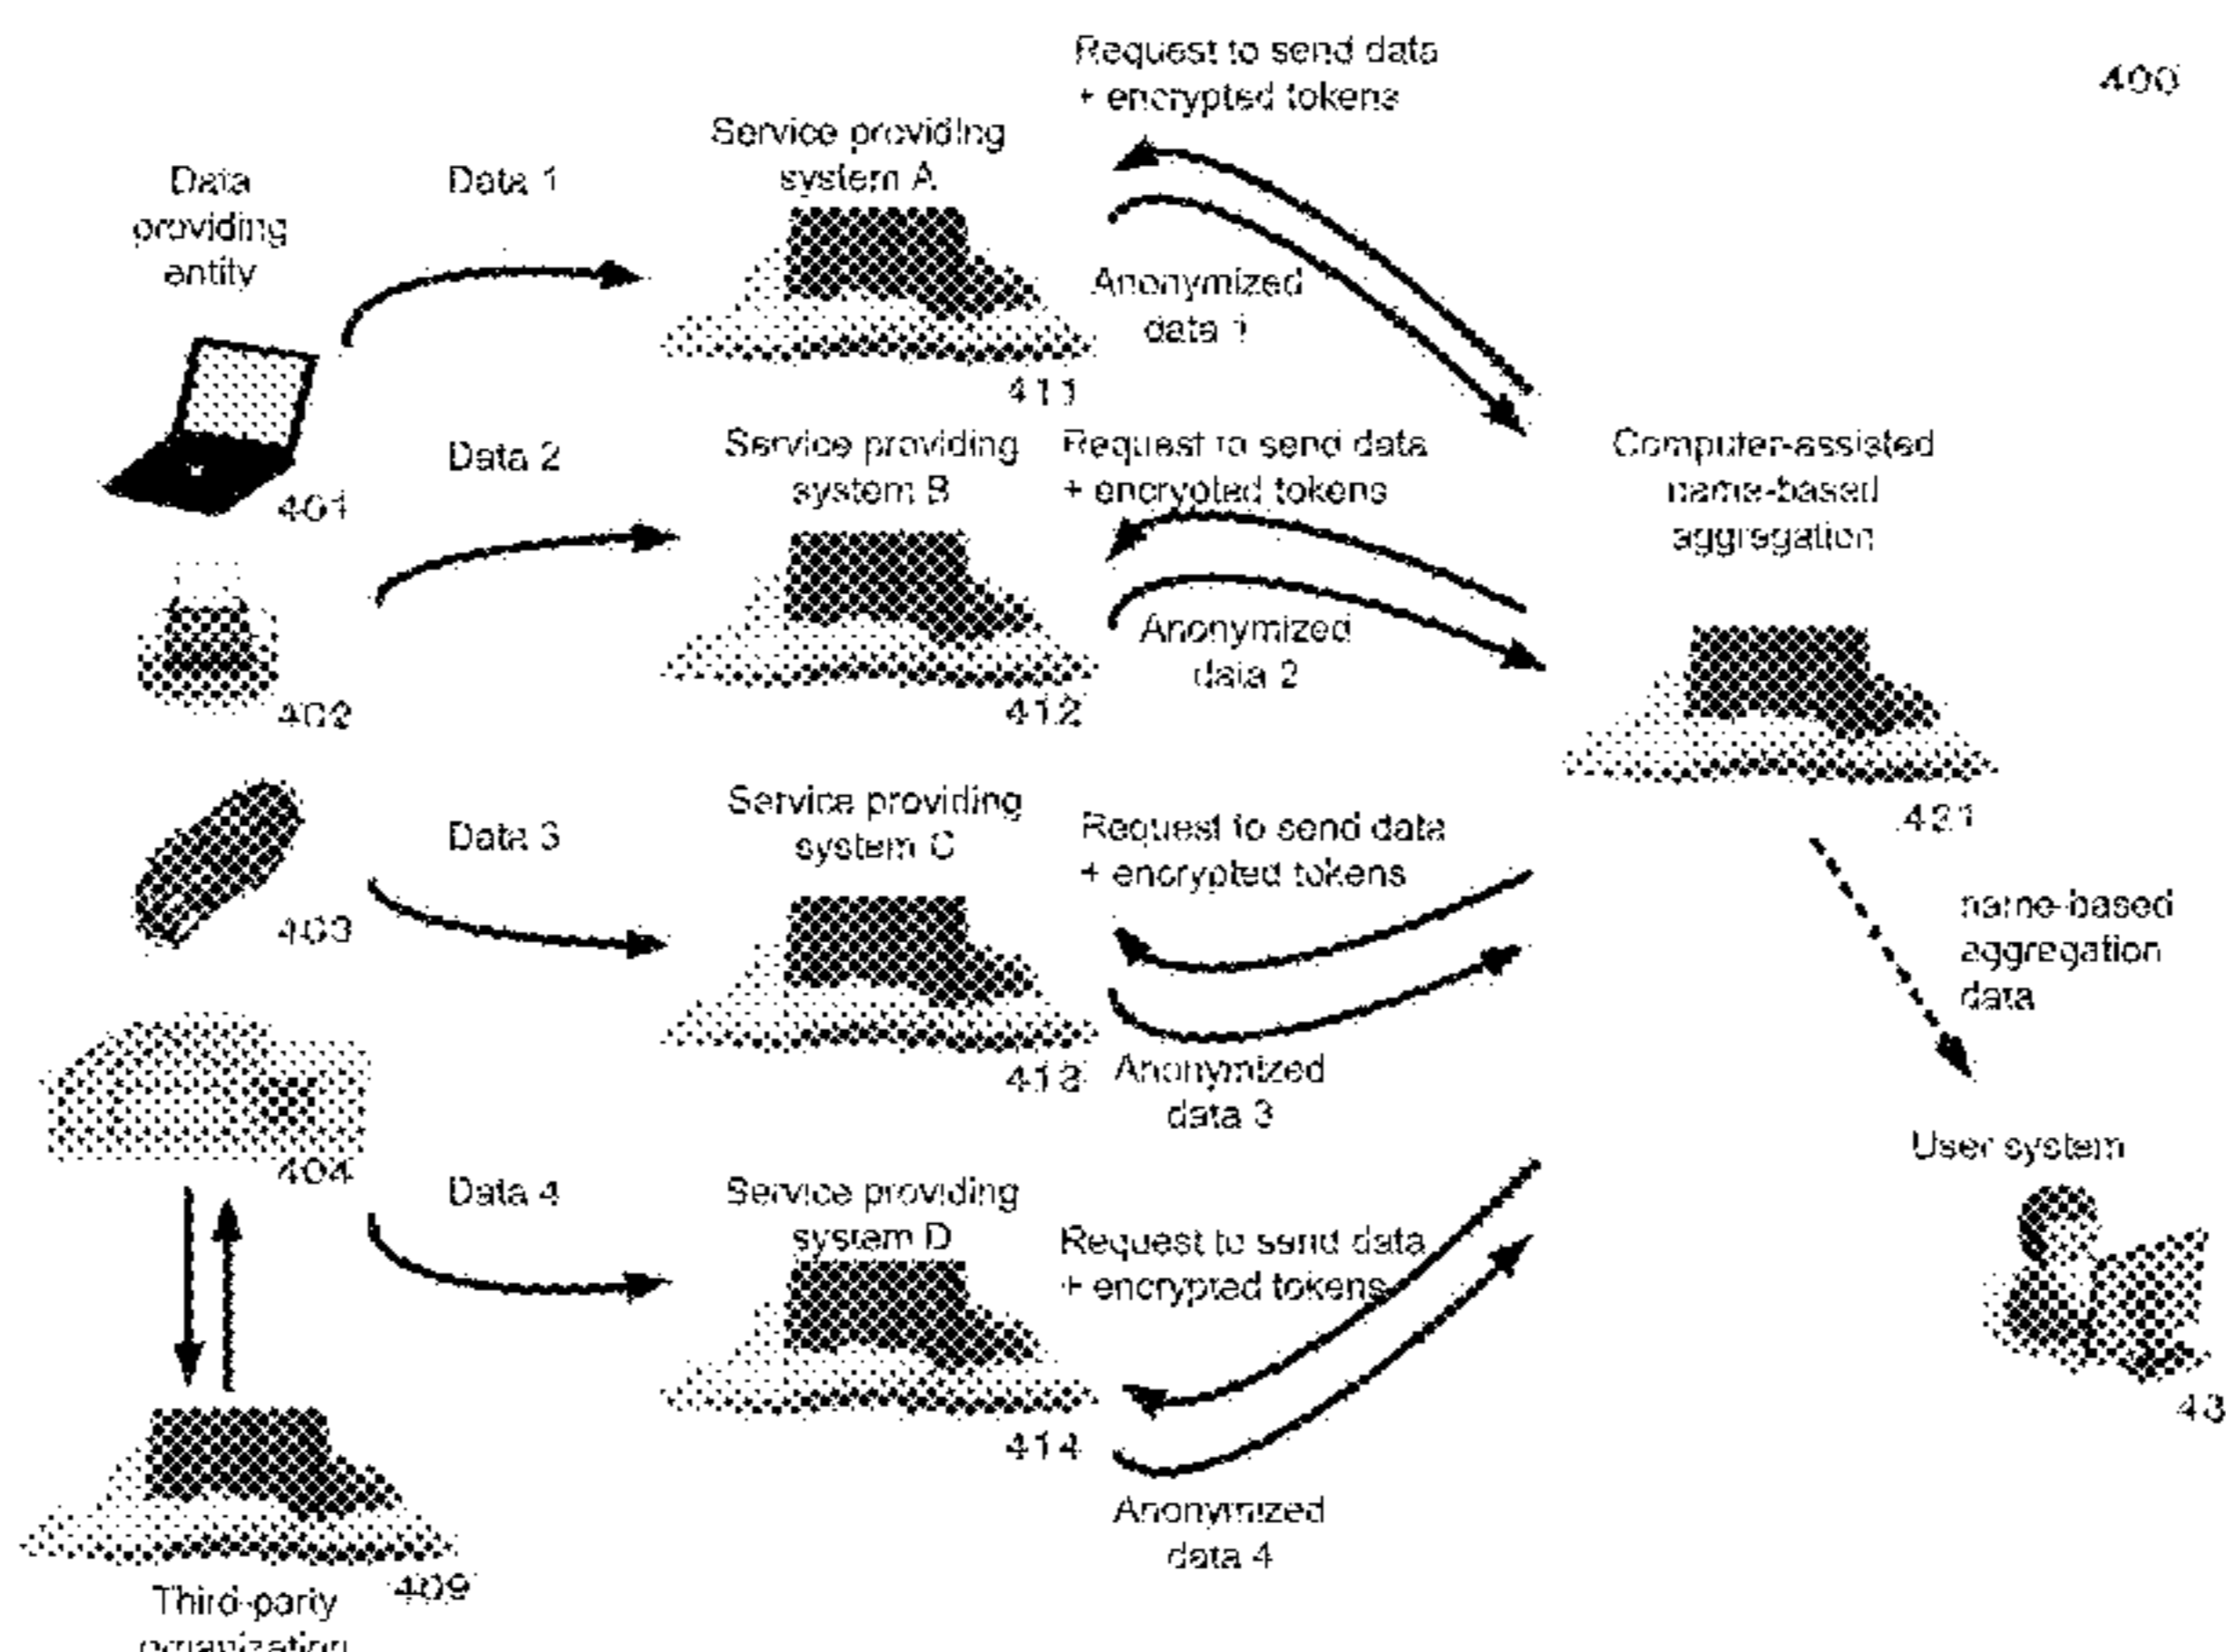 400
Request to send data
+ encrypted tokens
Data
providing
entity
Data 1
Service providing
system A
Anonymized
data 1
411
401
Data 2
Service providing
system B
Request to send data
+ encrypted tokens
Anonymized
data 2
412
402
Computer-assisted
name-based
aggregation
421
Data 3
Service providing
system C
Request to send data
+ encrypted tokens
403
413
Anonymized
data 3
name-based
aggregation
data
404
Data 4
Service providing
system D
Request to send data
+ encrypted tokens
414
Anonymized
data 4
User system
43
409
Third-party
organization